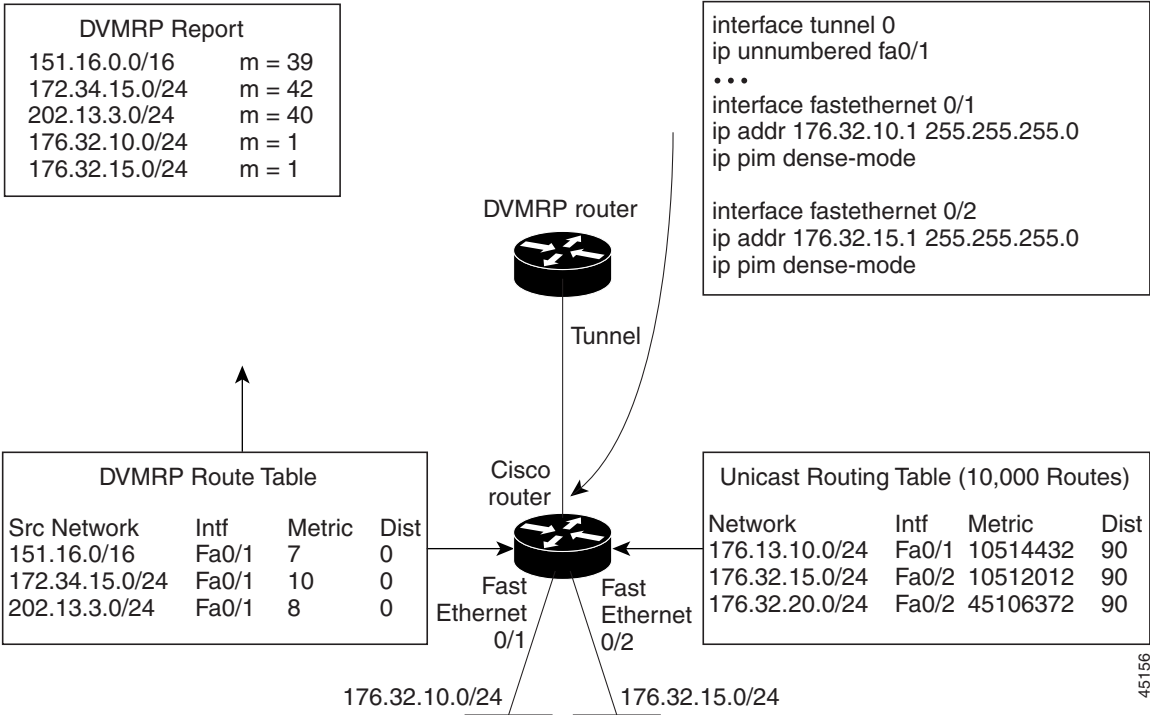 DVMRP Report
151.16.0.0/16 m = 39
172.34.15.0/24 m = 42
202.13.3.0/24 m = 40
176.32.10.0/24 m = 1
176.32.15.0/24 m = 1
interface tunnel 0
ip unnumbered fa0/1
• • •
interface fastethernet 0/1
ip addr 176.32.10.1 255.255.255.0
ip pim dense-mode
interface fastethernet 0/2
ip addr 176.32.15.1 255.255.255.0
ip pim dense-mode
DVMRP router
Tunnel
DVMRP Route Table
Src Network Intf Metric Dist
151.16.0/16 Fa0/1 7 0
172.34.15.0/24 Fa0/1 10 0
202.13.3.0/24 Fa0/1 8 0
Cisco
router
Fast
Ethernet
0/1
Fast
Ethernet
0/2
Unicast Routing Table (10,000 Routes)
Network Intf Metric Dist
176.13.10.0/24 Fa0/1 10514432 90
176.32.15.0/24 Fa0/2 10512012 90
176.32.20.0/24 Fa0/2 45106372 90
176.32.10.0/24
176.32.15.0/24
45156